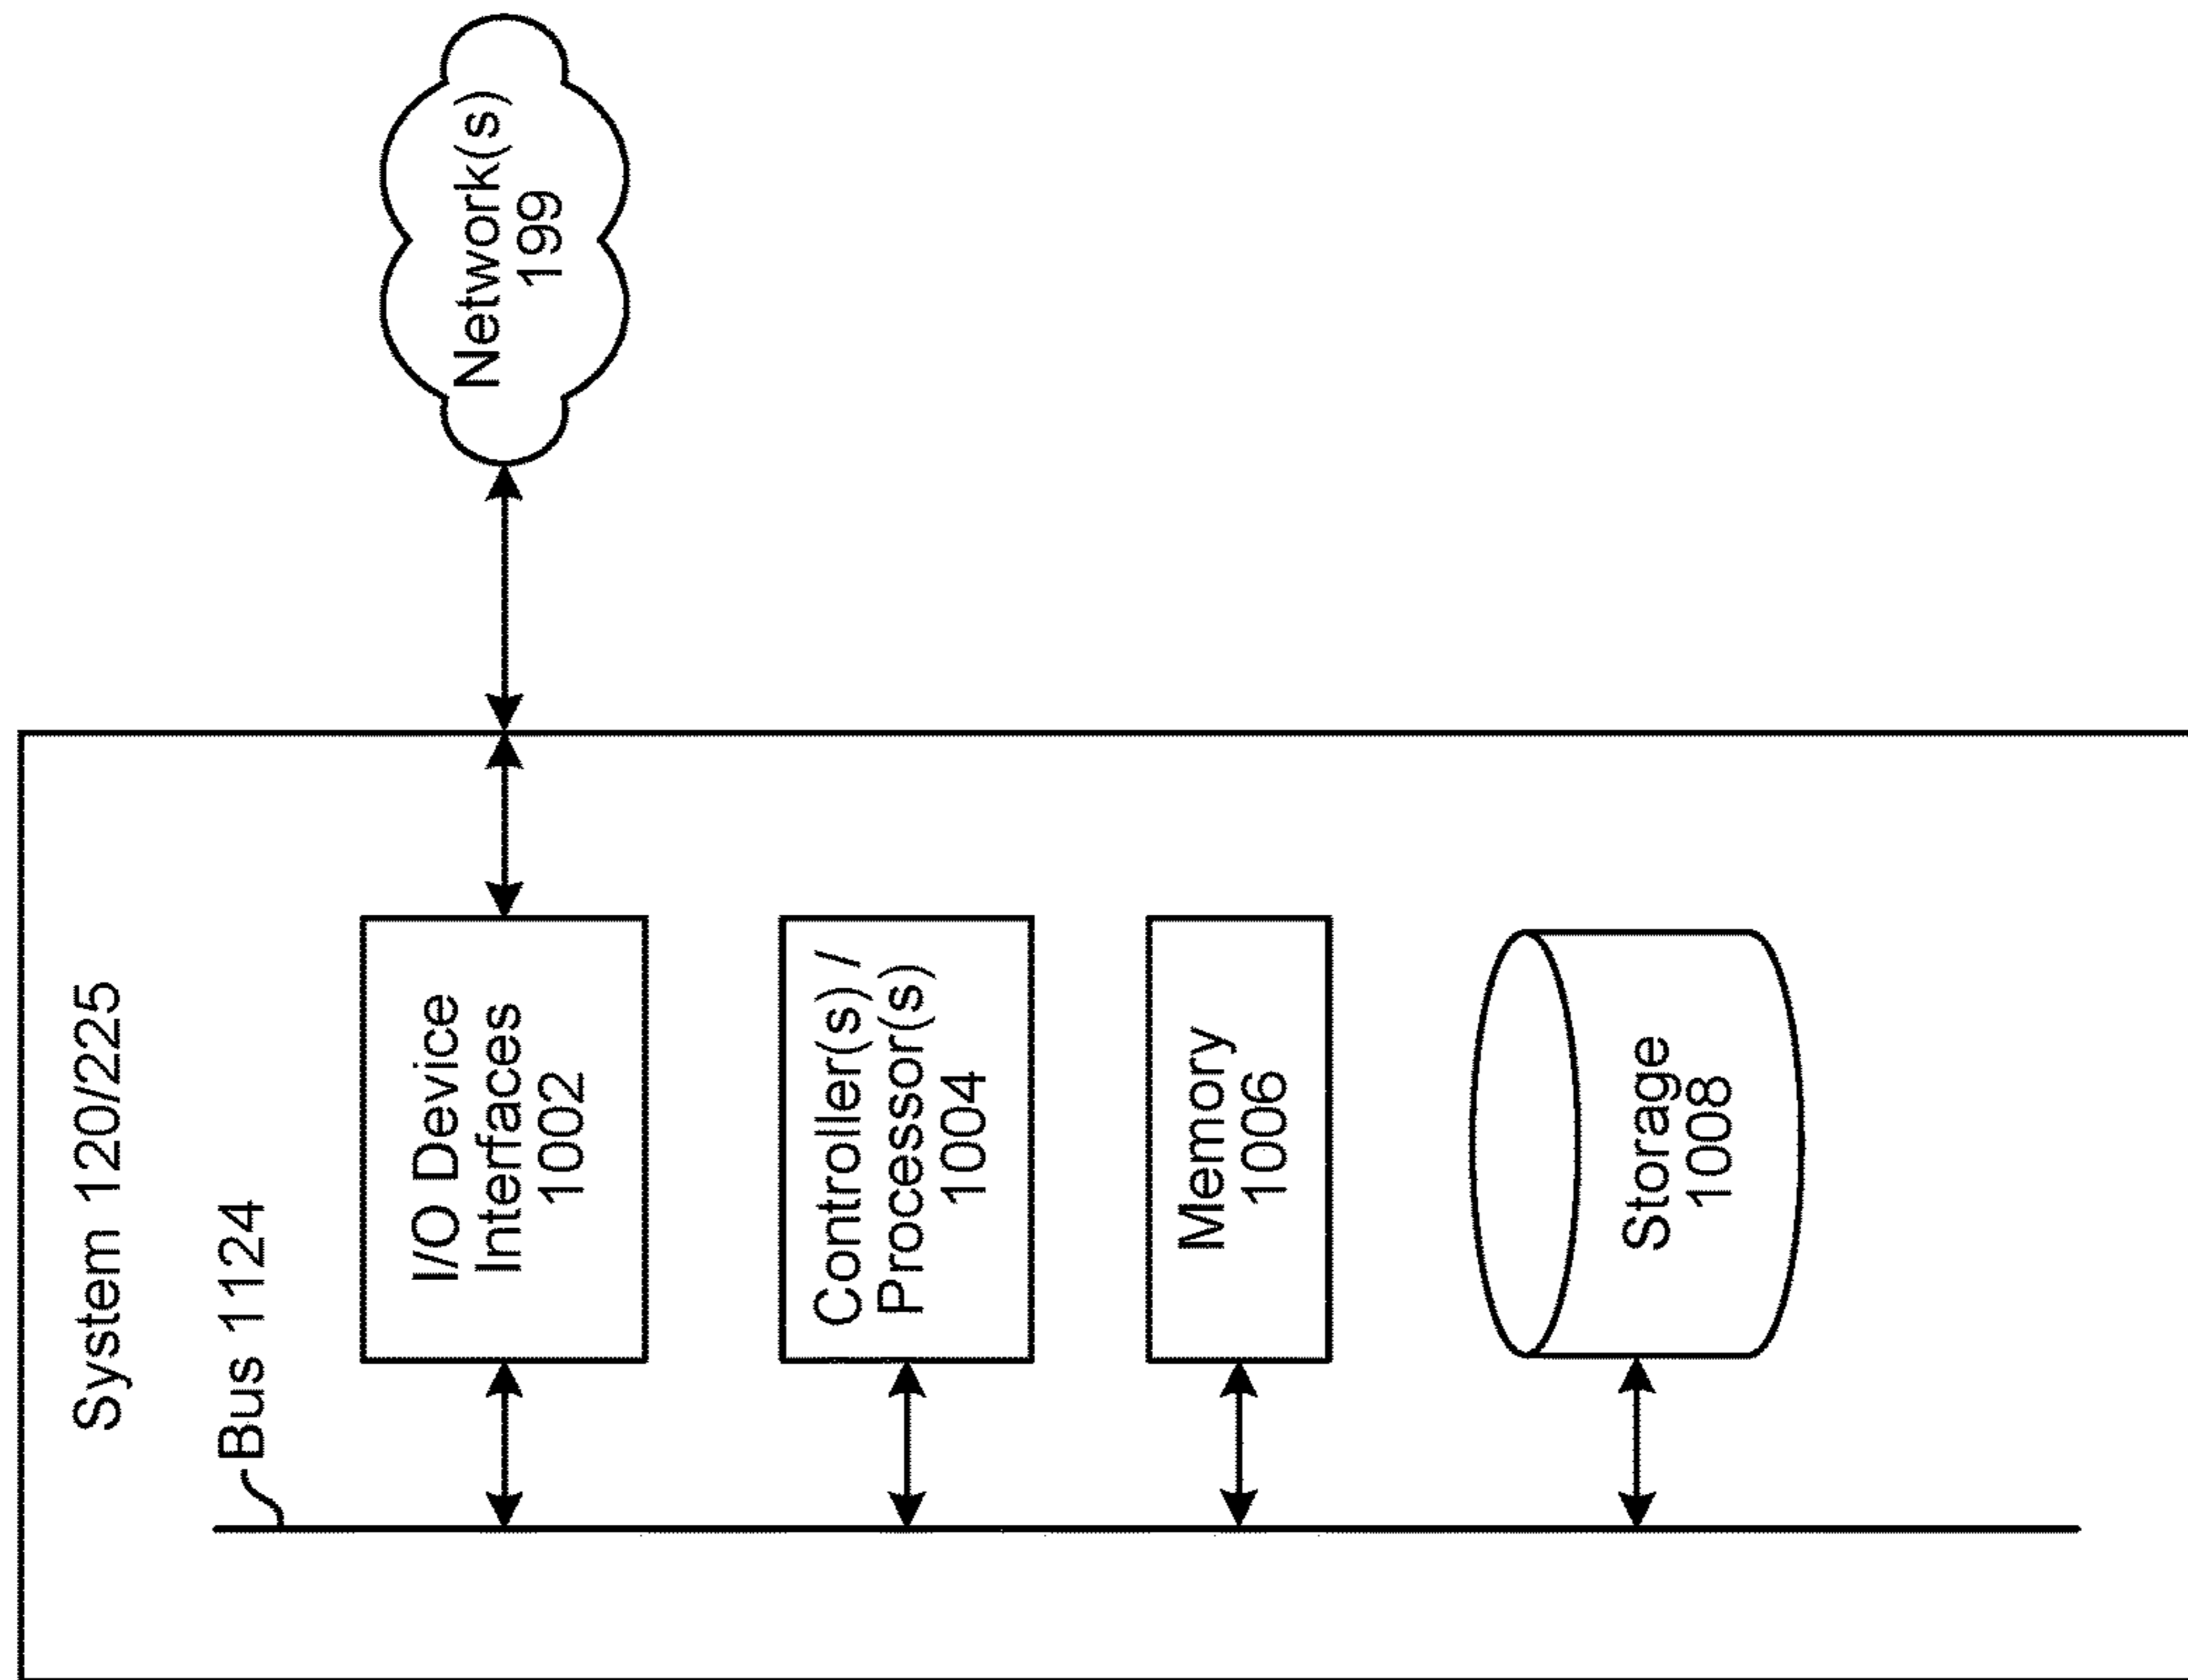 System 120/225
Bus 1124
I/O Device
Interfaces
1002
Network(s)
199
Controller(s) /
Processor(s)
1004
Memory
1006
Storage
1008